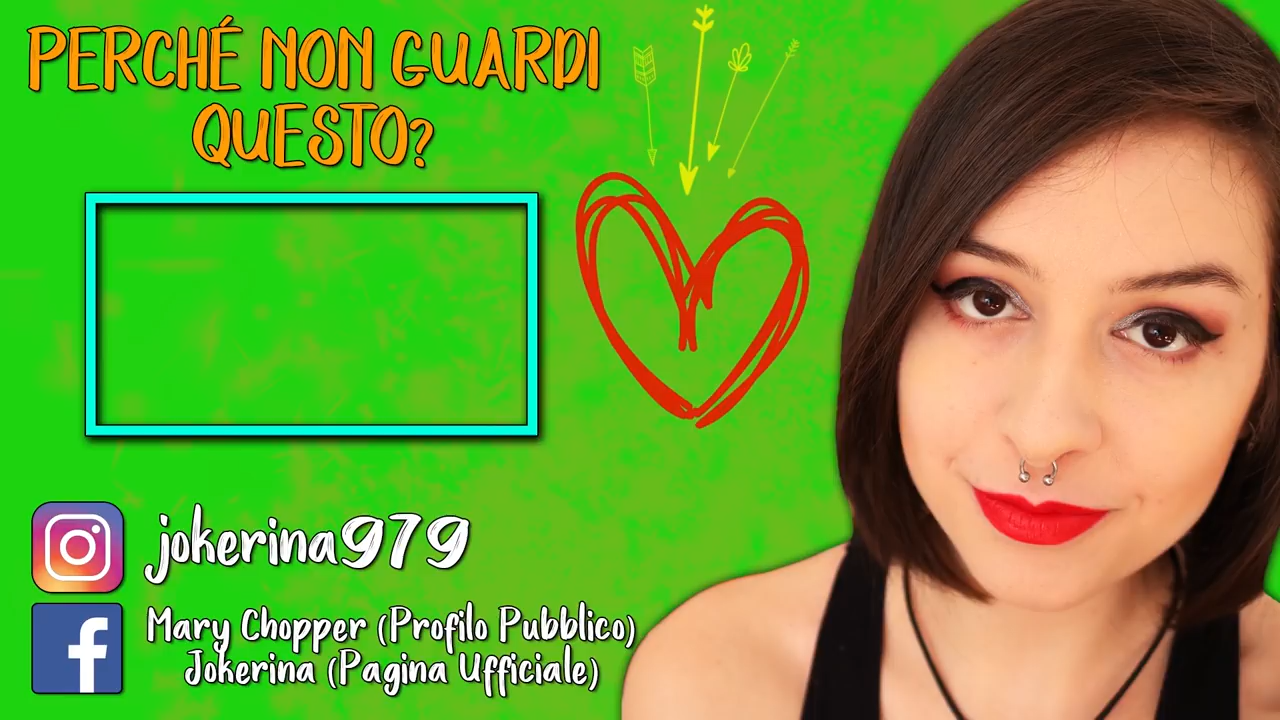 PERCHÉ NON GUARDI
QUESTO?
jokerina979
Mary Chopper (Profilo Pubblico)
Jokerina (Pagina Ufficiale)